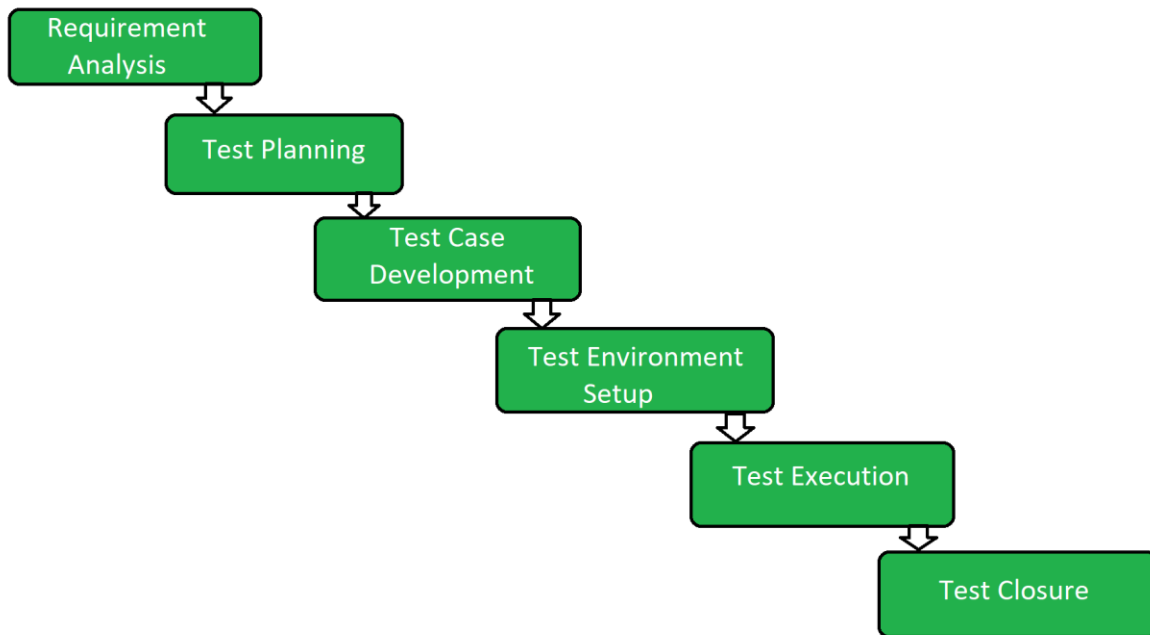 Requirement
Analysis
Test Planning
Test Case
Development
Test Environment
Setup
Test Execution
Test Closure